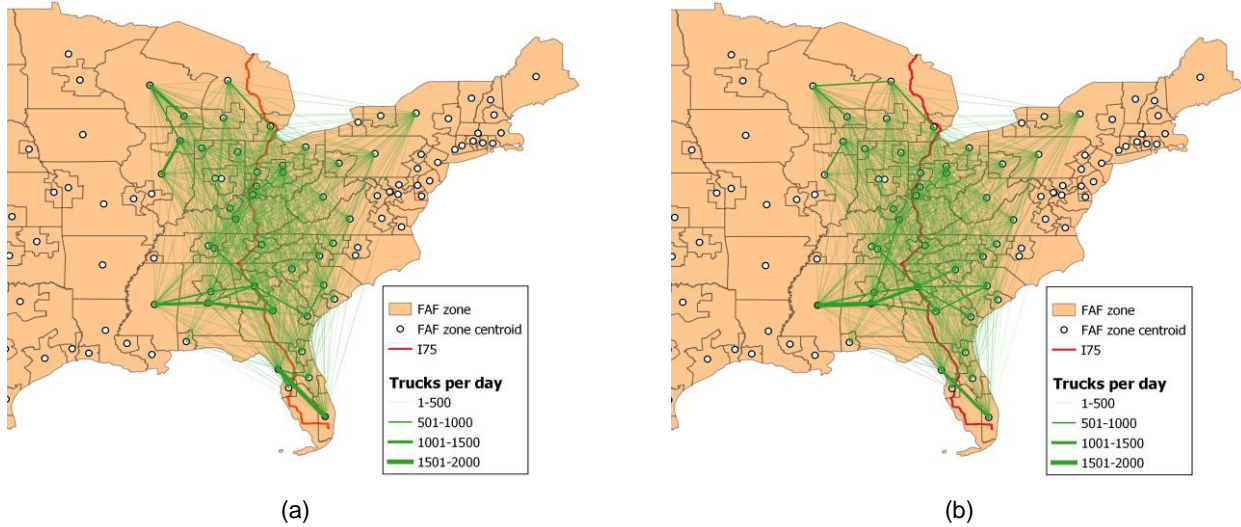 FAF zone
FAF zone centroid
I75
Trucks per day
1-500
501-1000
1001-1500
1501-2000
(a)
FAF zone
FAF zone centroid
I75
Trucks per day
1-500
501-1000
1001-1500
1501-2000
(b)